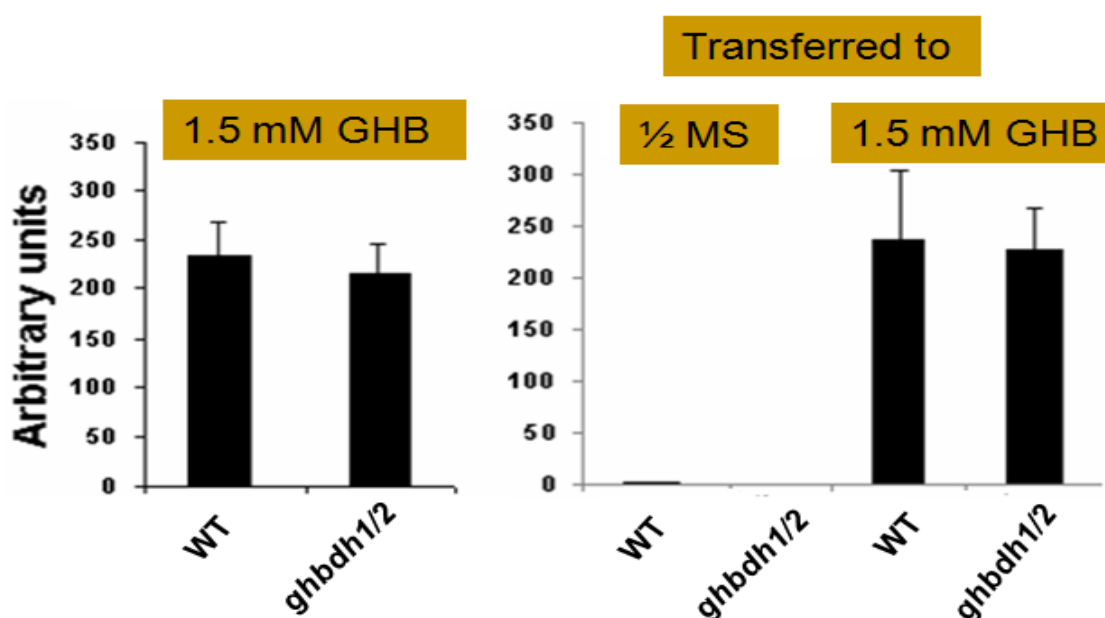 Transferred to
1.5 mM GHB
½ MS
1.5 mM GHB
Arbitrary units
350
300
250
200
150
100
50
0
WT
ghbdh1/2
350
300
250
200
150
100
50
0
WT
ghbdh1/2
WT
ghbdh1/2